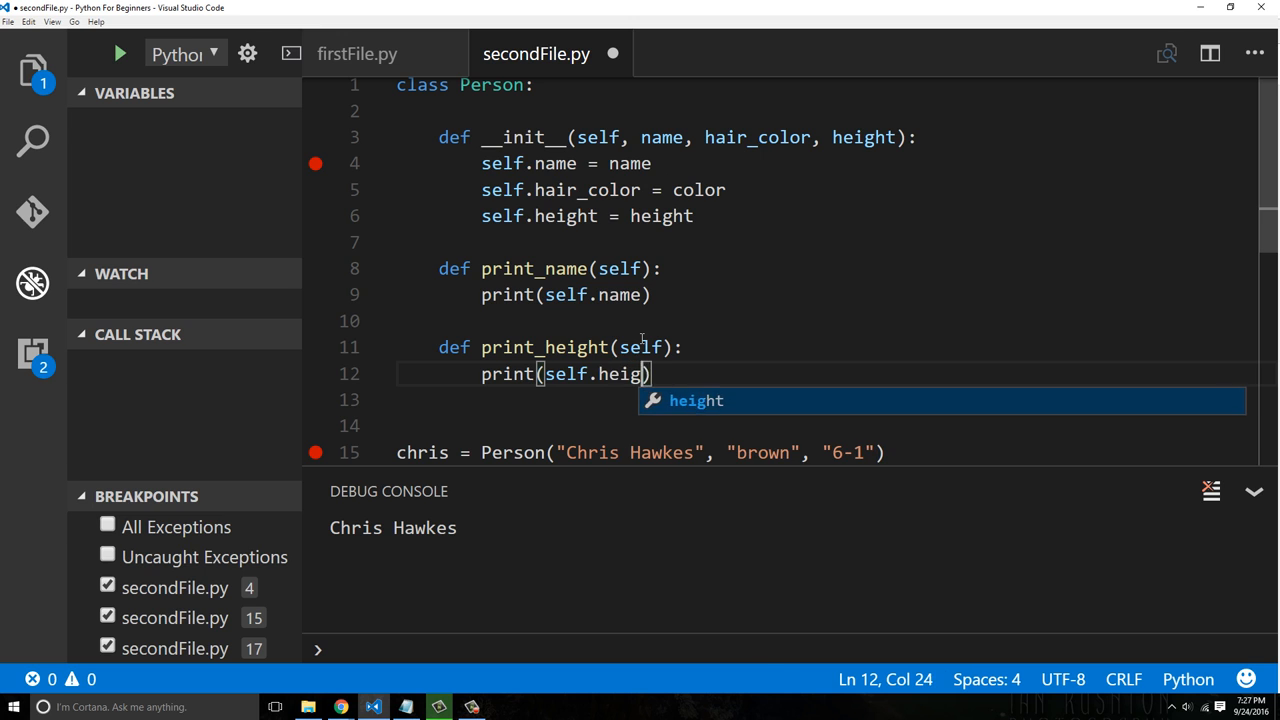 secondFile.py - Python For Beginners - Visual Studio Code
File Edit View Go Help
Python firstFile.py secondFile.py
VARIABLES
WATCH
CALL STACK
BREAKPOINTS
All Exceptions
Uncaught Exceptions
secondFile.py 4
secondFile.py 15
secondFile.py 17
1
2
1 class Person:
2
3 def __init__(self, name, hair_color, height):
4 self.name = name
5 self.hair_color = color
6 self.height = height
7
8 def print_name(self):
9 print(self.name)
10
11 def print_height(self):
12 print(self.heig)
height
13
14
15 chris = Person("Chris Hawkes", "brown", "6-1")
DEBUG CONSOLE
Chris Hawkes
0 0 Ln 12, Col 24 Spaces: 4 UTF-8 CRLF Python
I'm Cortana. Ask me anything.
7:27 PM
9/24/2016